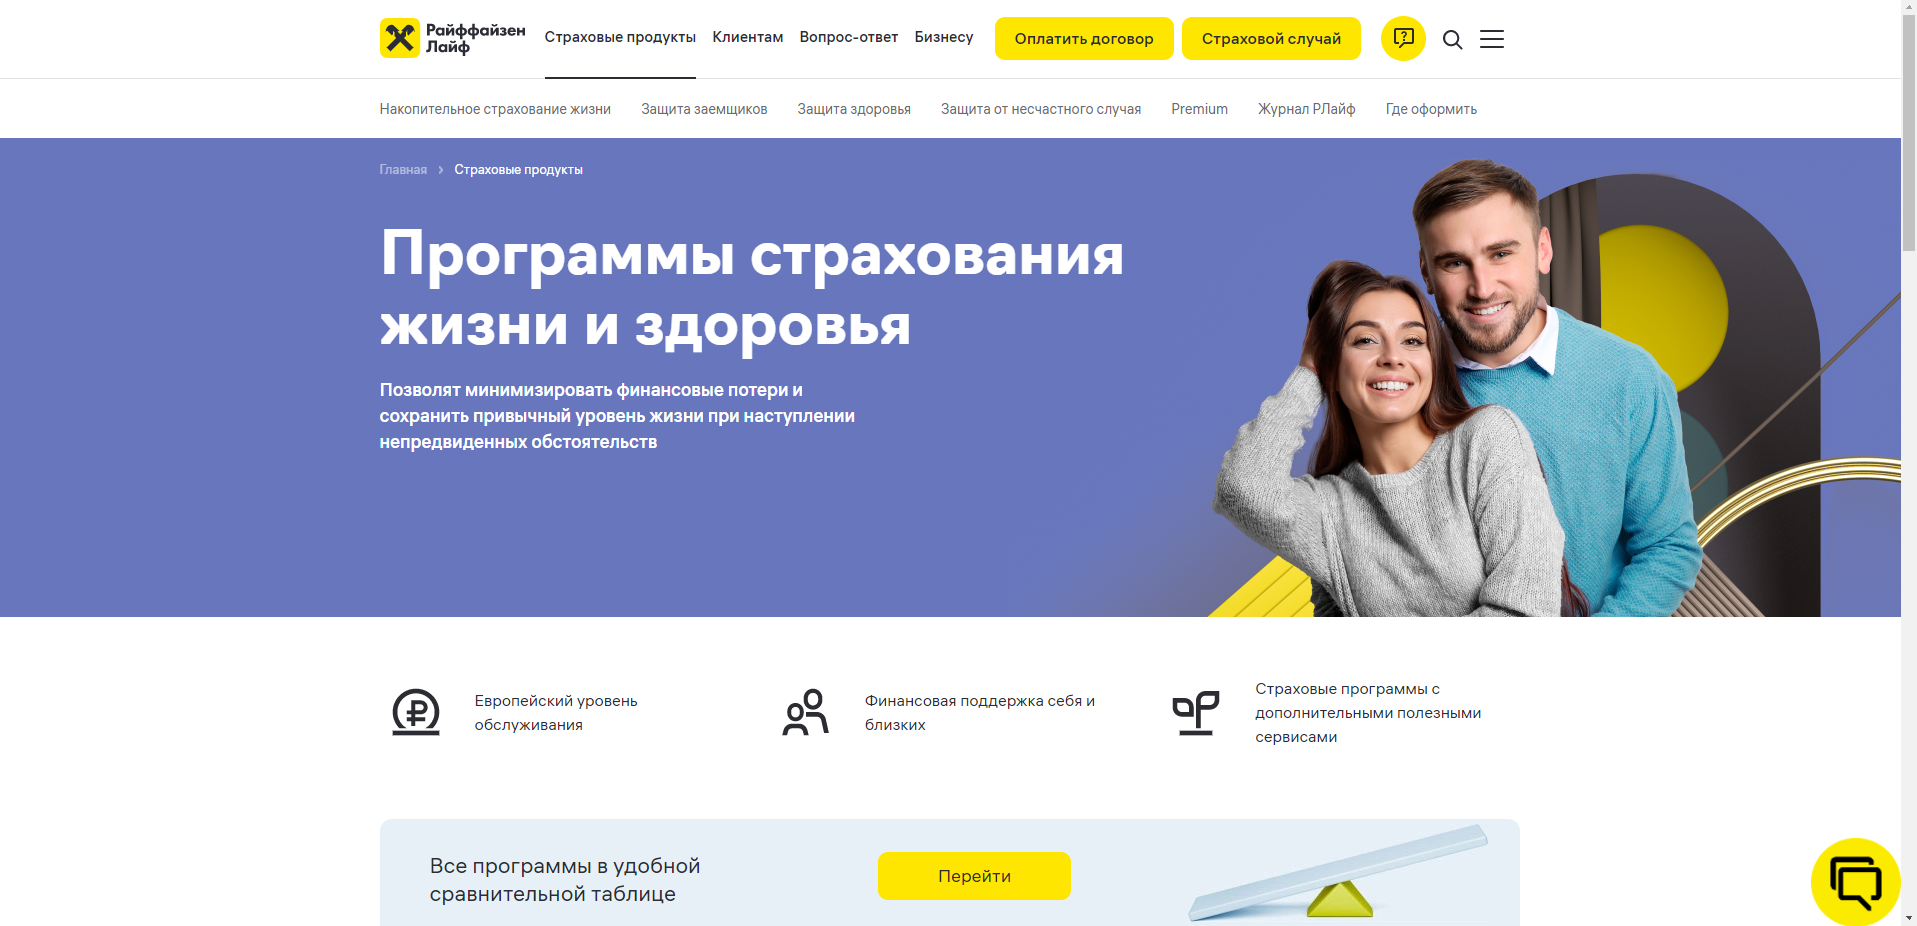 Райффайзен
Лайф
Страховые продукты
Клиентам
Вопрос-ответ
Бизнесу
Оплатить договор
Страховой случай
Накопительное страхование жизни
Защита заемщиков
Защита здоровья
Защита от несчастного случая
Premium
Журнал РЛайф
Где оформить
Главная
Страховые продукты
Программы страхования
жизни и здоровья
Позволят минимизировать финансовые потери и
сохранить привычный уровень жизни при наступлении
непредвиденных обстоятельств
Европейский уровень
обслуживания
Финансовая поддержка себя и
близких
Страховые программы с
дополнительными полезными
сервисами
Все программы в удобной
сравнительной таблице
Перейти